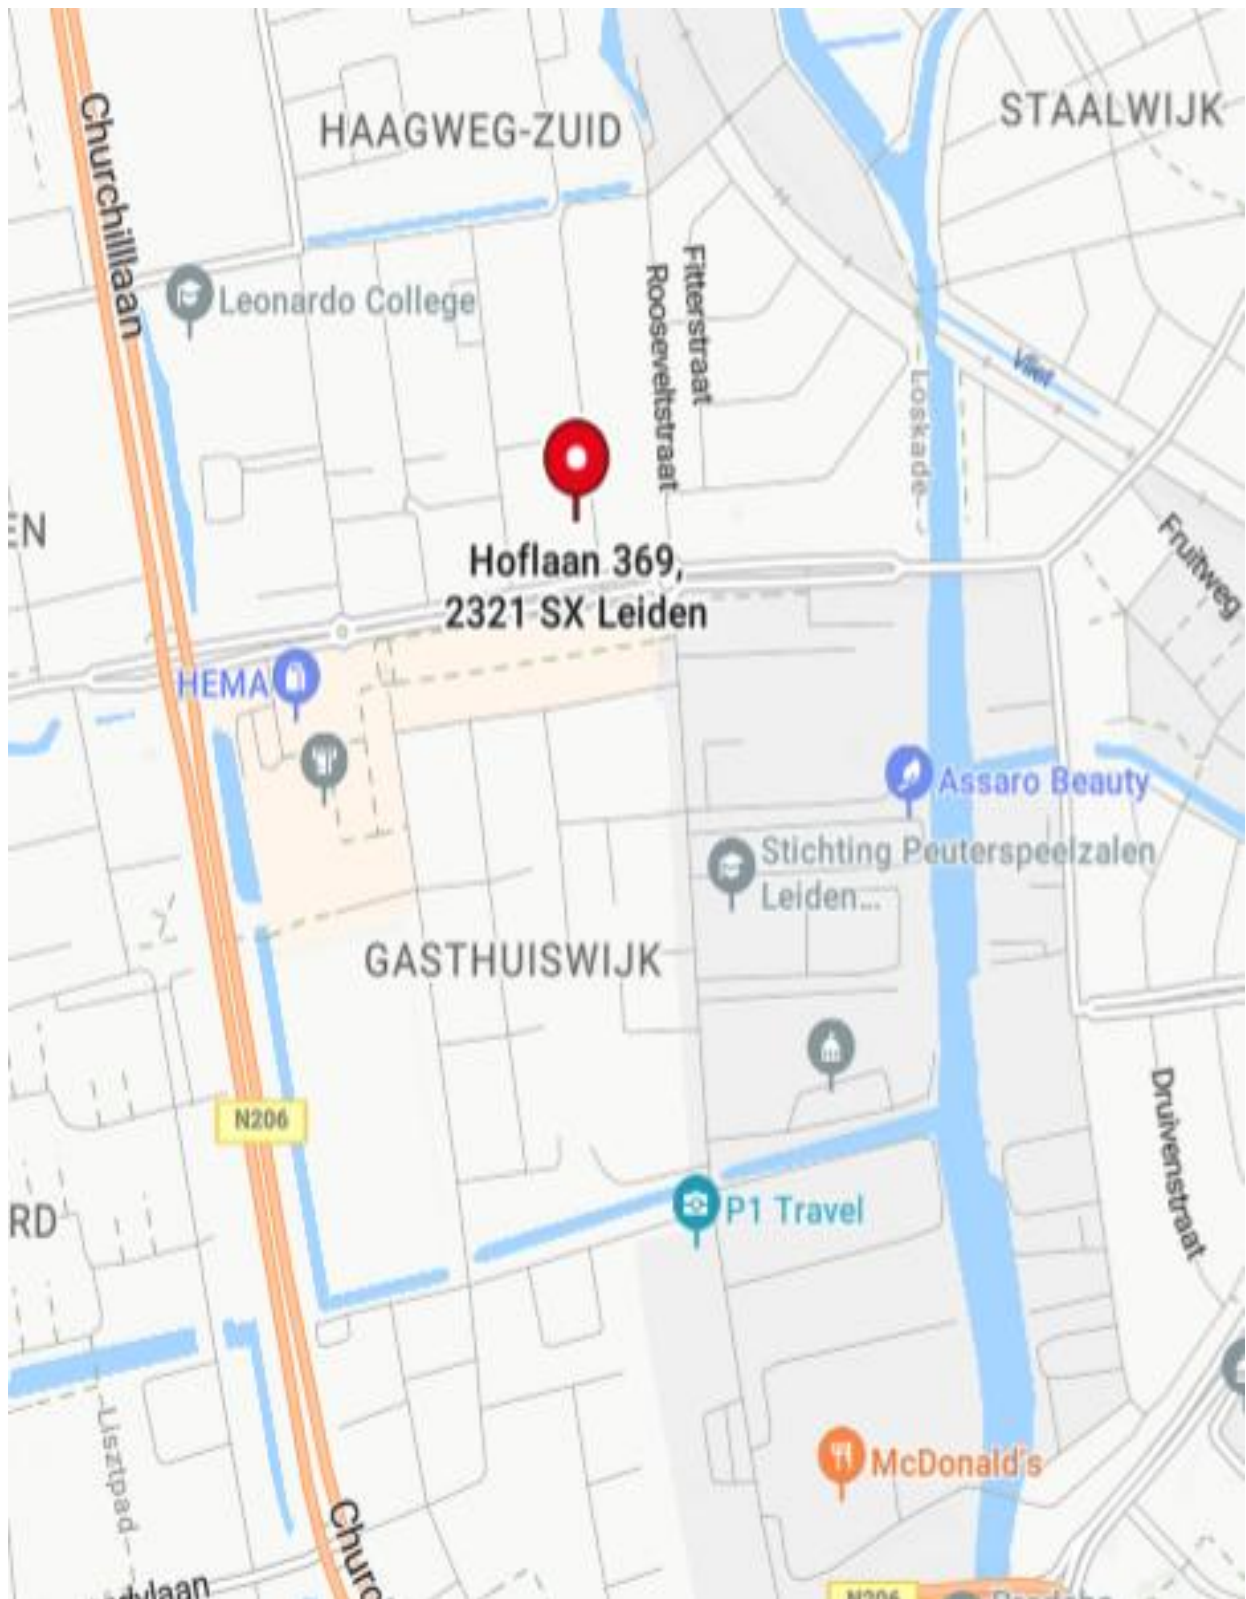 HAAGWEG-ZUID
STAALWIJK
Churchilllaan
Leonardo College
Fitterstraat
Rooseveltstraat
Vliet
Loskade
EN
Hoflaan 369,
2321 SX Leiden
Fruitweg
HEMA
Assaro Beauty
Stichting Peuterspeelzalen
Leiden...
GASTHUISWIJK
N206
Druivenstraat
RD
P1 Travel
Lisztpad
McDonald's
Churc
dylaan
N206